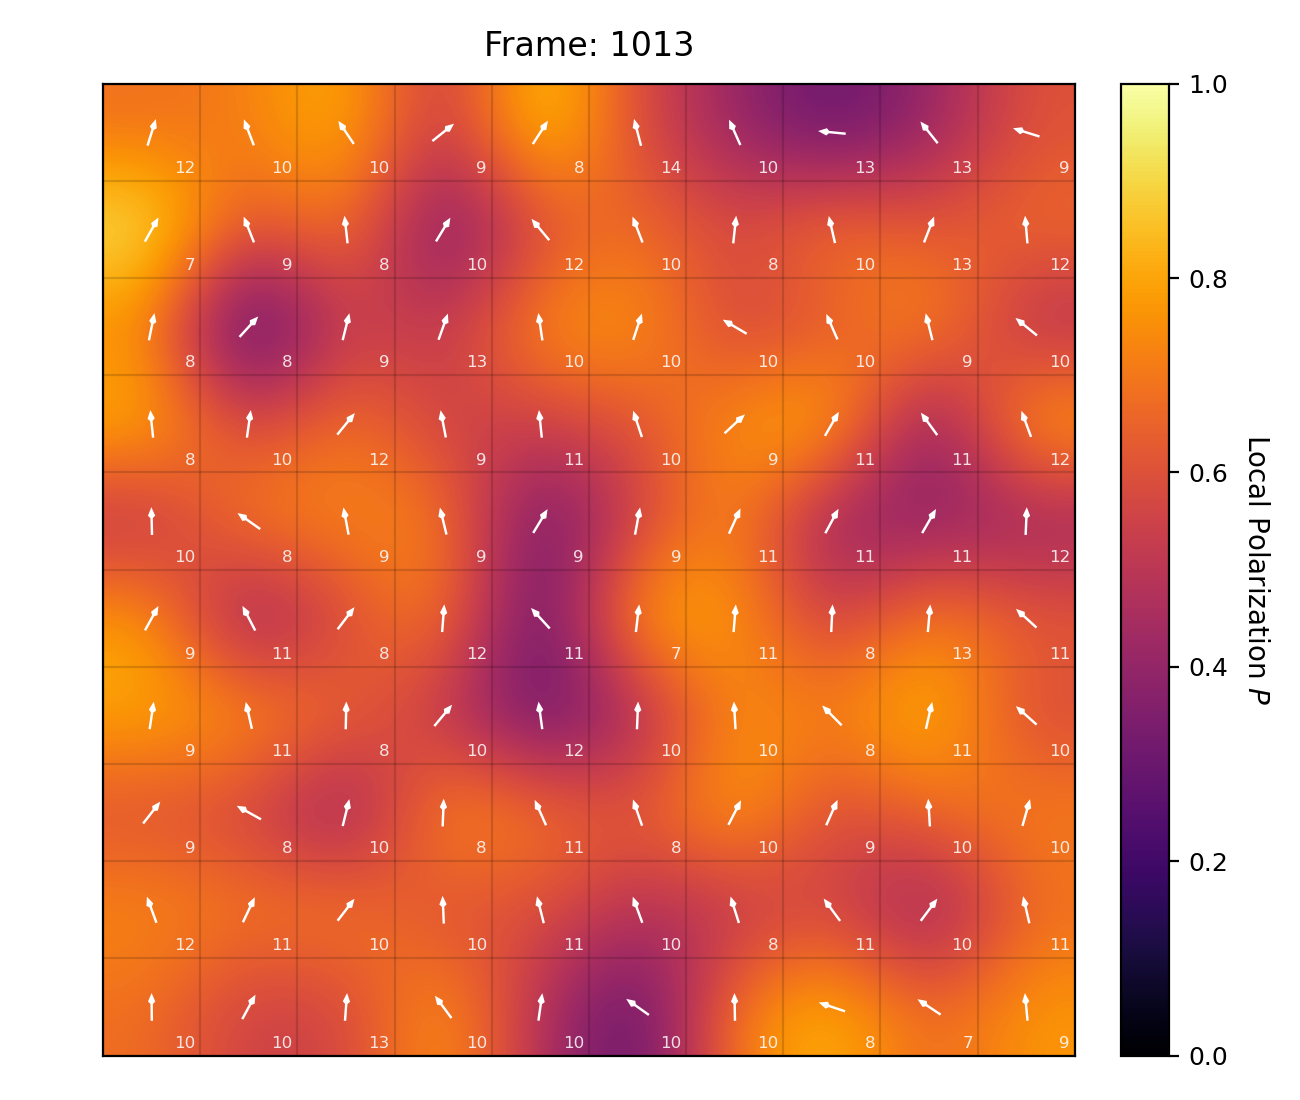 Frame: 1013
12 10 10 9 8 14 10 13 13 9
7 9 8 10 12 10 8 10 13 12
8 8 9 13 10 10 10 10 9 10
8 10 12 9 11 10 9 11 11 12
10 8 9 9 9 9 11 11 11 12
9 11 8 12 11 7 11 8 13 11
9 11 8 10 12 10 10 8 11 10
9 8 10 8 11 8 10 9 10 10
12 11 10 10 11 10 8 11 10 11
10 10 13 10 10 10 10 8 7 9
1.0
0.8
0.6
0.4
0.2
0.0
Local Polarization P